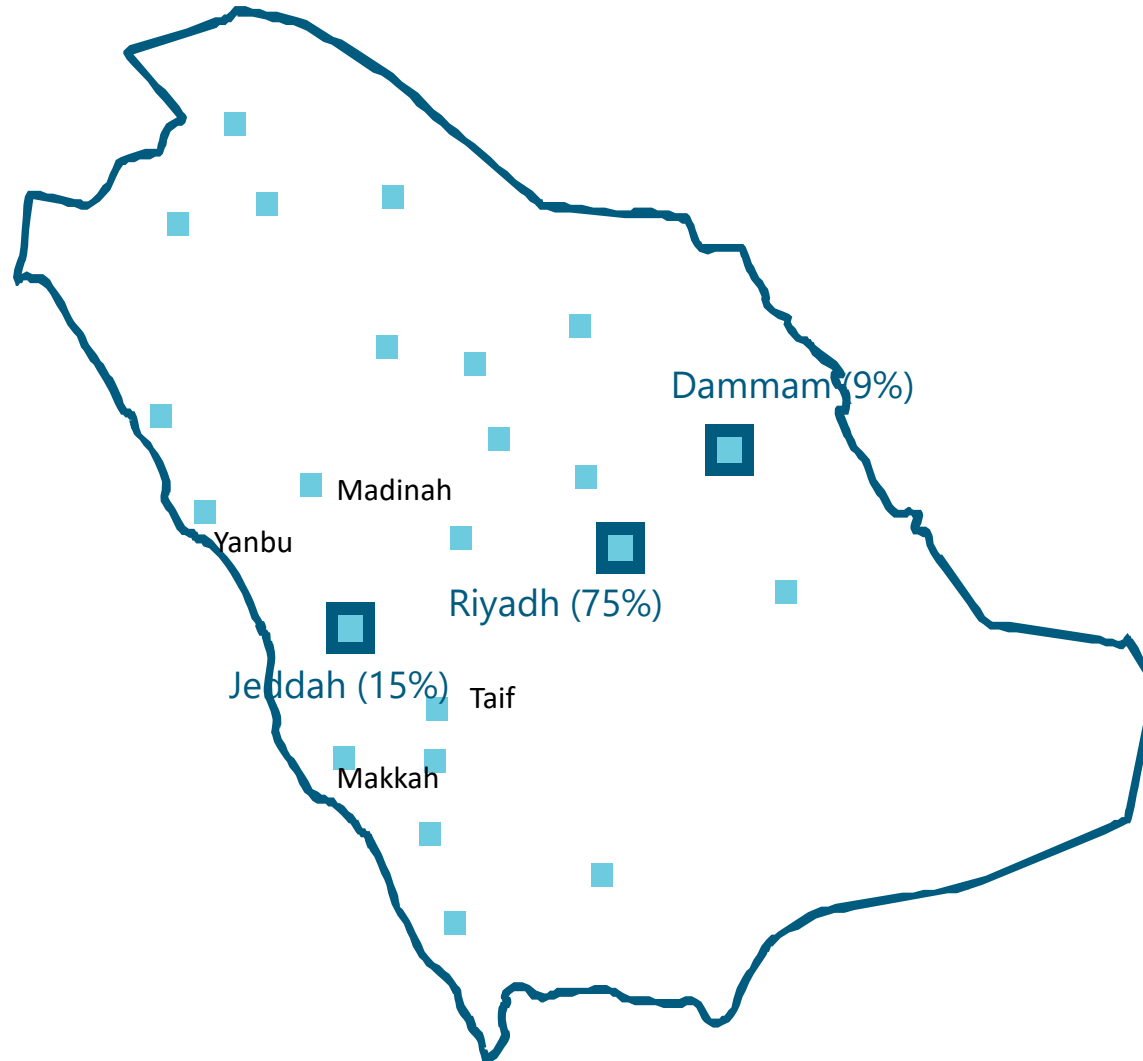 Dammam (9%)
Madinah
Yanbu
Riyadh (75%)
Jeddah (15%)
Taif
Makkah